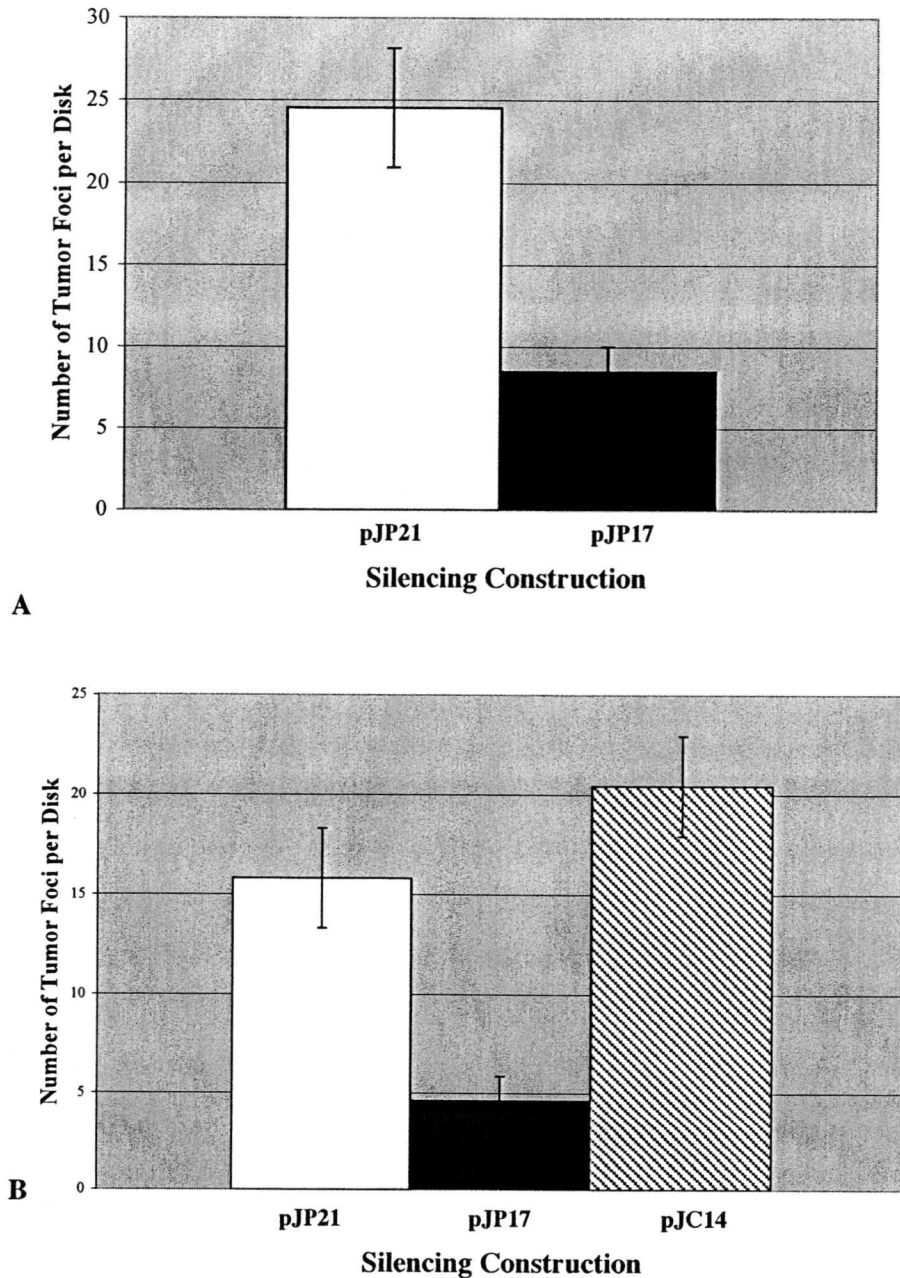 30
25
20
15
10
5
0
Number of Tumor Foci per Disk
pJP21 pJP17
Silencing Construction
A
25
20
15
10
5
0
Number of Tumor Foci per Disk
B
pJP21 pJP17 pJC14
Silencing Construction